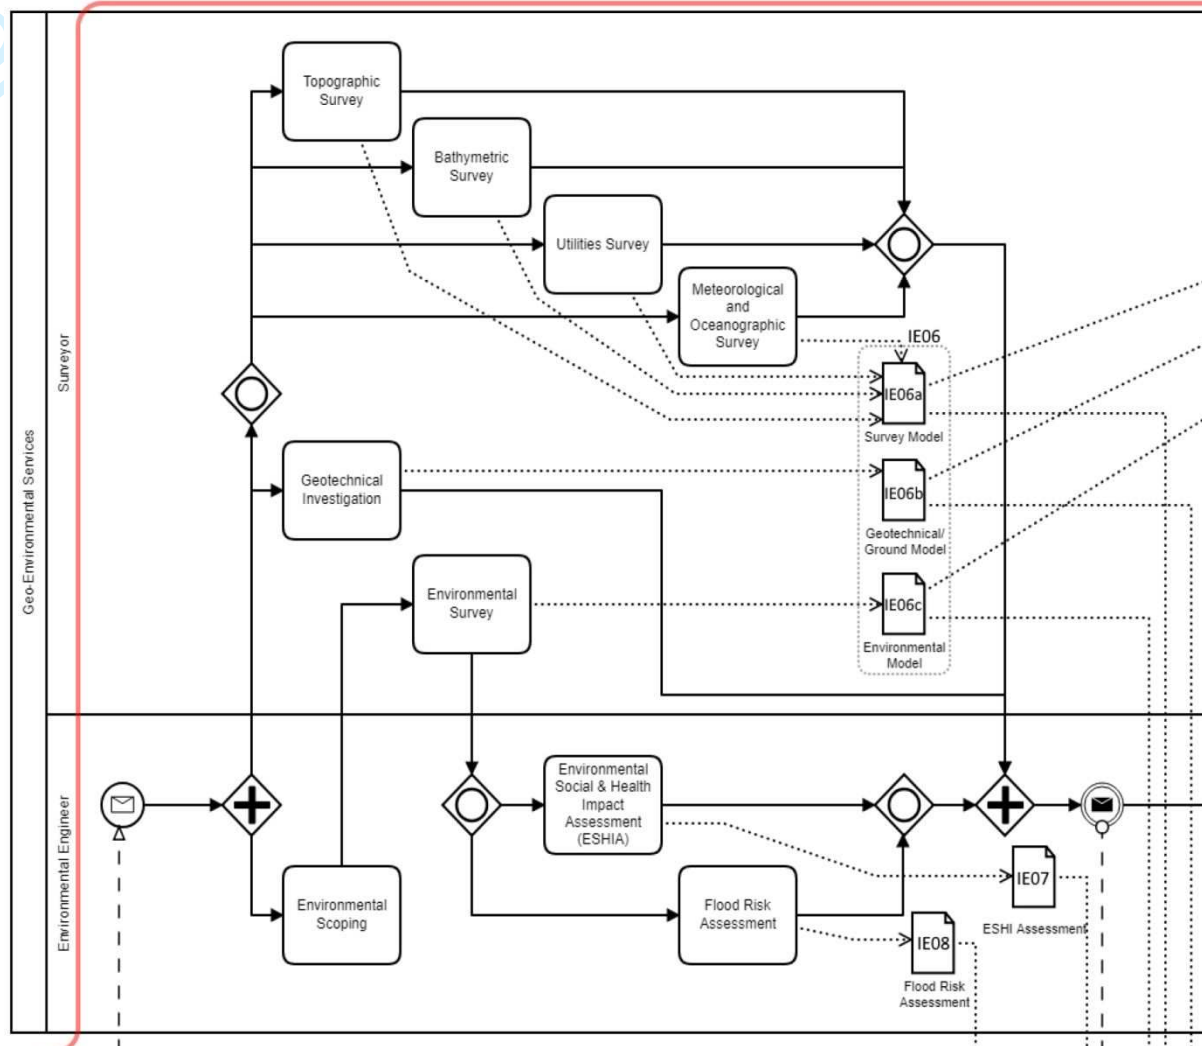 Geo-Environmental Services
Surveyor
Topographic
Survey
Bathymetric
Survey
Utilities Survey
Meteorological
and
Oceanographic
Survey
IE06
IE06a
Survey Model
Geotechnical
Investigation
IE06b
Geotechnical/
Ground Model
Environmental
Survey
IE06c
Environmental
Model
Environmental Engineer
Environmental
Social & Health
Impact
Assessment
(ESHIA)
Environmental
Scoping
Flood Risk
Assessment
IE07
ESHI Assessment
IE08
Flood Risk
Assessment